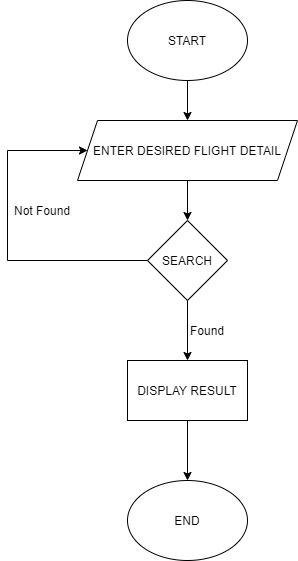 START
ENTER DESIRED FLIGHT DETAIL
Not Found
SEARCH
Found
DISPLAY RESULT
END